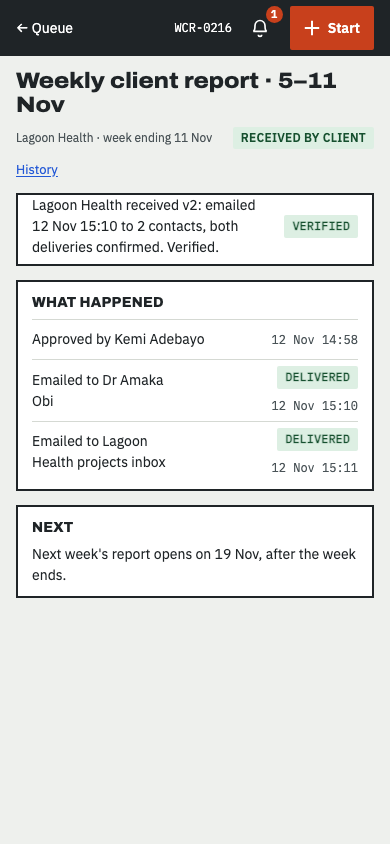 ← Queue
WCR-0216
1
+ Start
Weekly client report · 5–11
Nov
Lagoon Health · week ending 11 Nov
RECEIVED BY CLIENT
History
Lagoon Health received v2: emailed
12 Nov 15:10 to 2 contacts, both
deliveries confirmed. Verified.
VERIFIED
WHAT HAPPENED
Approved by Kemi Adebayo
12 Nov 14:58
Emailed to Dr Amaka
Obi
DELIVERED
12 Nov 15:10
Emailed to Lagoon
Health projects inbox
DELIVERED
12 Nov 15:11
NEXT
Next week's report opens on 19 Nov, after the week
ends.